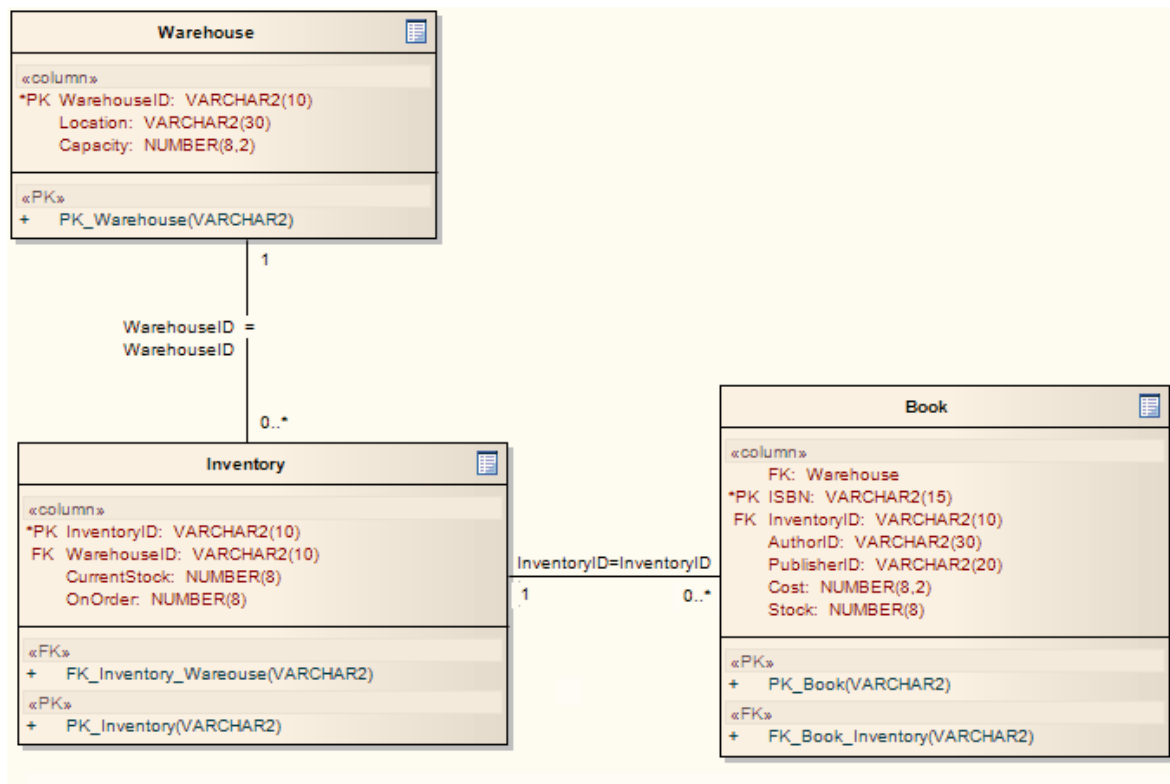 Warehouse
«column»
*PK WarehouseID: VARCHAR2(10)
Location: VARCHAR2(30)
Capacity: NUMBER(8,2)
«PK»
+ PK_Warehouse(VARCHAR2)
1
WarehouseID =
WarehouseID
0..*
Inventory
«column»
*PK InventoryID: VARCHAR2(10)
FK WarehouseID: VARCHAR2(10)
CurrentStock: NUMBER(8)
OnOrder: NUMBER(8)
«FK»
+ FK_Inventory_Wareouse(VARCHAR2)
«PK»
+ PK_Inventory(VARCHAR2)
InventoryID=InventoryID
1 0..*
Book
«column»
FK: Warehouse
*PK ISBN: VARCHAR2(15)
FK InventoryID: VARCHAR2(10)
AuthorID: VARCHAR2(30)
PublisherID: VARCHAR2(20)
Cost: NUMBER(8,2)
Stock: NUMBER(8)
«PK»
+ PK_Book(VARCHAR2)
«FK»
+ FK_Book_Inventory(VARCHAR2)